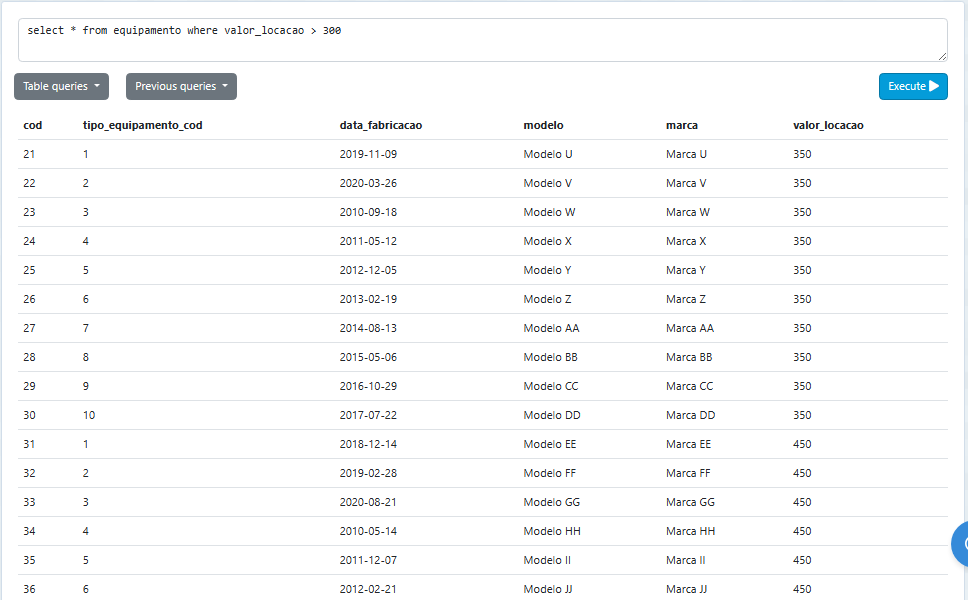 select * from equipamento where valor_locacao > 300
Table queries Previous queries Execute
cod tipo_equipamento_cod data_fabricacao modelo marca valor_locacao
21 1 2019-11-09 Modelo U Marca U 350
22 2 2020-03-26 Modelo V Marca V 350
23 3 2010-09-18 Modelo W Marca W 350
24 4 2011-05-12 Modelo X Marca X 350
25 5 2012-12-05 Modelo Y Marca Y 350
26 6 2013-02-19 Modelo Z Marca Z 350
27 7 2014-08-13 Modelo AA Marca AA 350
28 8 2015-05-06 Modelo BB Marca BB 350
29 9 2016-10-29 Modelo CC Marca CC 350
30 10 2017-07-22 Modelo DD Marca DD 350
31 1 2018-12-14 Modelo EE Marca EE 450
32 2 2019-02-28 Modelo FF Marca FF 450
33 3 2020-08-21 Modelo GG Marca GG 450
34 4 2010-05-14 Modelo HH Marca HH 450
35 5 2011-12-07 Modelo II Marca II 450
36 6 2012-02-21 Modelo JJ Marca JJ 450